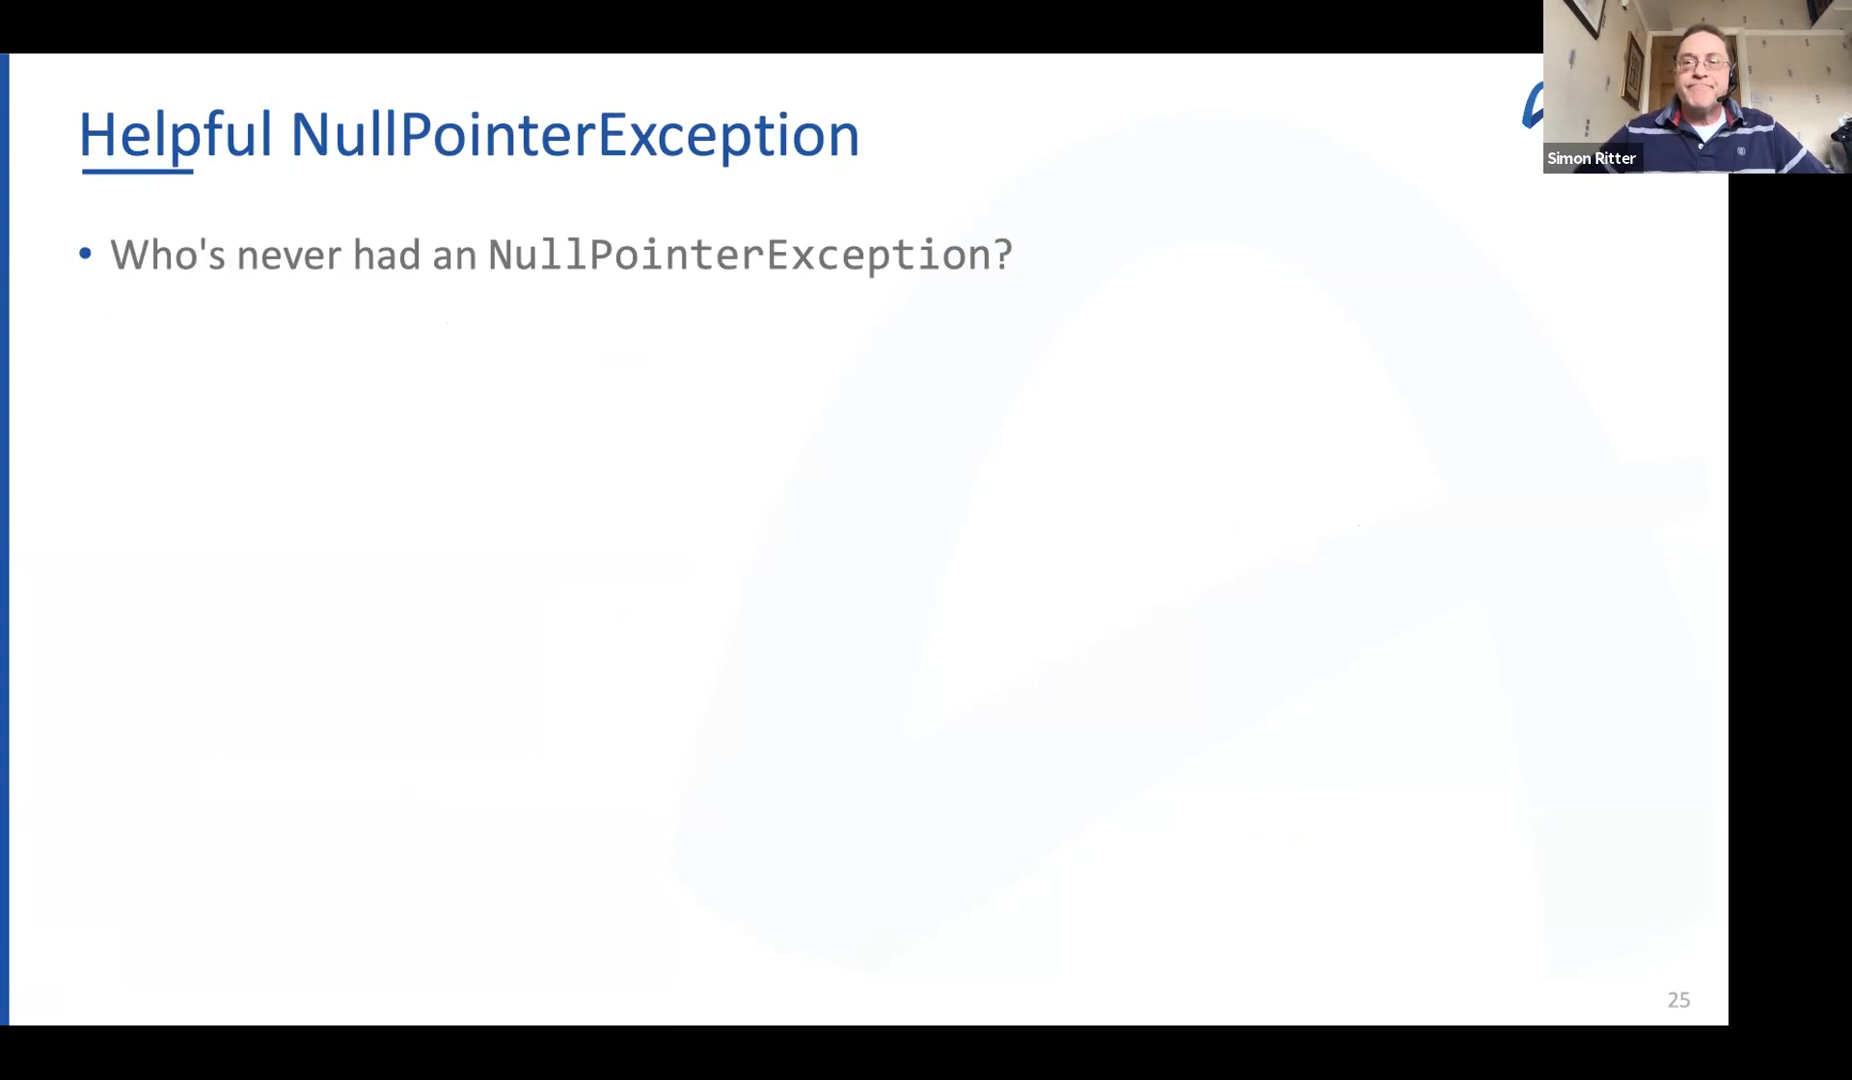 Helpful NullPointerException
• Who's never had an NullPointerException?
Simon Ritter
25